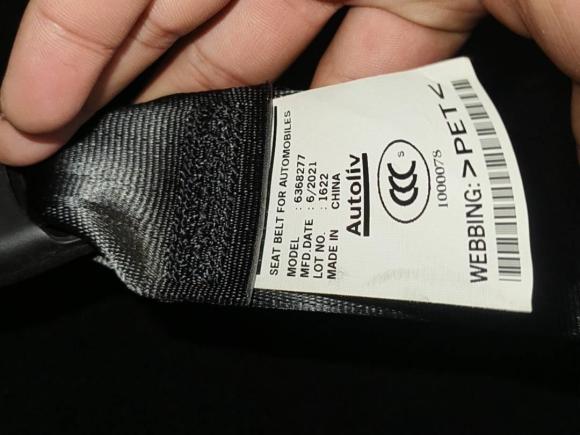 SEAT BELT FOR AUTOMOBILES
MODEL : 6368277
MFD.DATE : 6/2021
LOT NO. : 1622
MADE IN CHINA
Autoliv
CCC S
1000078
WEBBING: >PET<